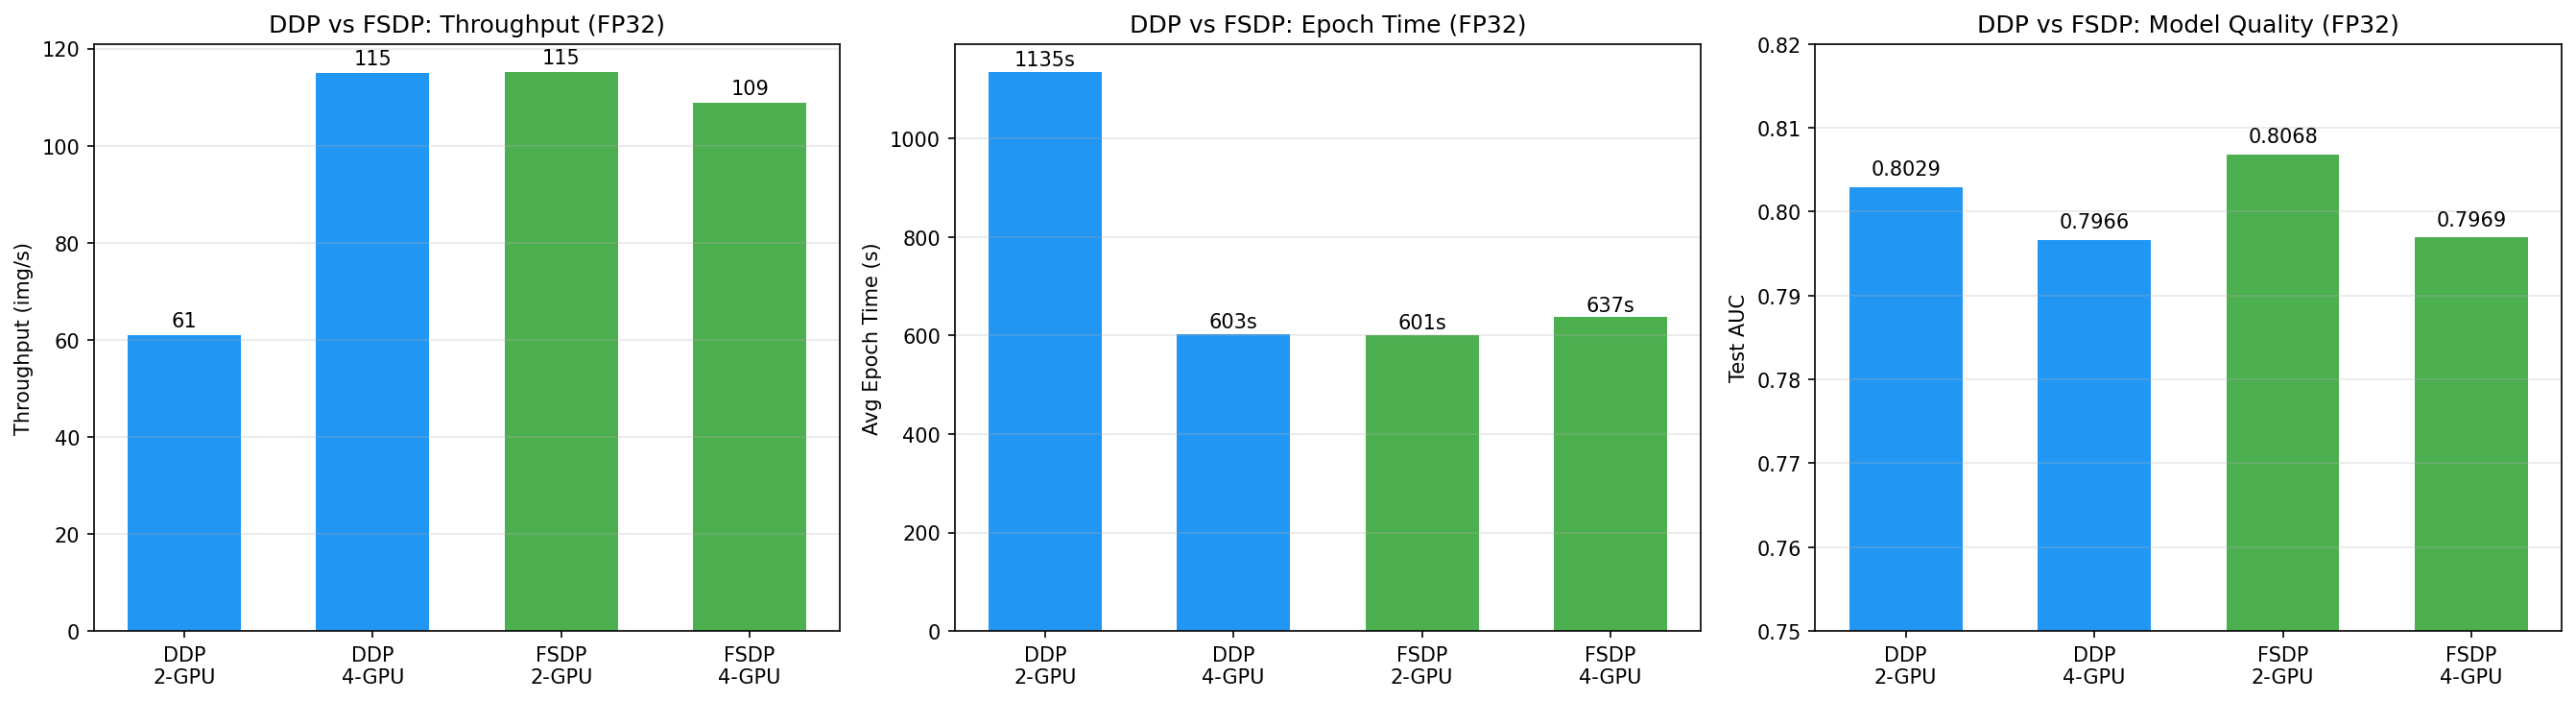 DDP vs FSDP: Throughput (FP32)
Throughput (img/s)
120
100
80
60
40
20
0
61
115
115
109
DDP
2-GPU
DDP
4-GPU
FSDP
2-GPU
FSDP
4-GPU
DDP vs FSDP: Epoch Time (FP32)
Avg Epoch Time (s)
1000
800
600
400
200
0
1135s
603s
601s
637s
DDP
2-GPU
DDP
4-GPU
FSDP
2-GPU
FSDP
4-GPU
DDP vs FSDP: Model Quality (FP32)
Test AUC
0.82
0.81
0.80
0.79
0.78
0.77
0.76
0.75
0.8029
0.7966
0.8068
0.7969
DDP
2-GPU
DDP
4-GPU
FSDP
2-GPU
FSDP
4-GPU